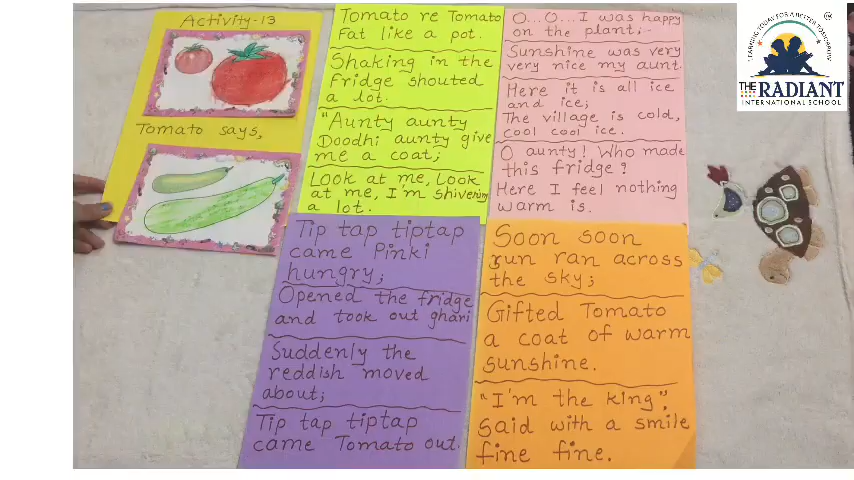 Activity-13
Tomato says,
Tomato re Tomato
Fat like a pot.
Shaking in the
fridge shouted
a lot.
"Aunty aunty
Doodhi aunty give
me a coat;
Look at me, Look
at me, I'm shivering
a lot.
O...O...I was happy
on the plant;
Sunshine was very
very nice my aunt.
Here it is all ice
and ice;
The village is cold,
cool cool ice.
O aunty! Who made
this fridge?
Here I feel nothing
warm is.
Tip tap tiptap
came Pinki
hungry;
Opened the fridge
and took out ghari
Suddenly the
reddish moved
about;
Tip tap tiptap
came Tomato out.
Soon soon
run ran across
the sky;
Gifted Tomato
a coat of warm
sunshine.
"I'm the king",
Said with a smile
fine fine.
LEARNING TODAY FOR A BETTER TOMORROW
THE RADIANT
INTERNATIONAL SCHOOL